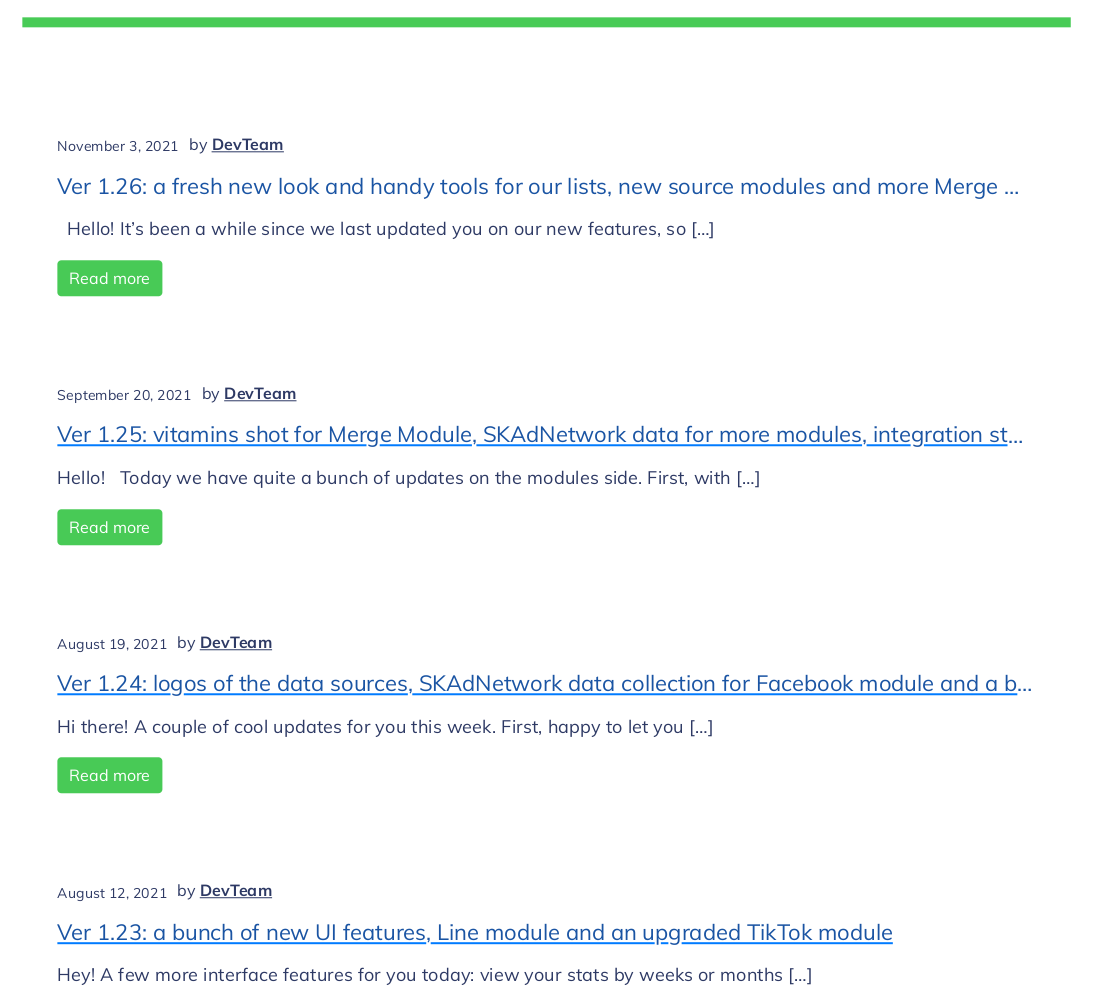 November 3, 2021 by DevTeam
Ver 1.26: a fresh new look and handy tools for our lists, new source modules and more Merge ...
Hello! It’s been a while since we last updated you on our new features, so [...]
Read more
September 20, 2021 by DevTeam
Ver 1.25: vitamins shot for Merge Module, SKAdNetwork data for more modules, integration st...
Hello! Today we have quite a bunch of updates on the modules side. First, with [...]
Read more
August 19, 2021 by DevTeam
Ver 1.24: logos of the data sources, SKAdNetwork data collection for Facebook module and a b...
Hi there! A couple of cool updates for you this week. First, happy to let you [...]
Read more
August 12, 2021 by DevTeam
Ver 1.23: a bunch of new UI features, Line module and an upgraded TikTok module
Hey! A few more interface features for you today: view your stats by weeks or months [...]